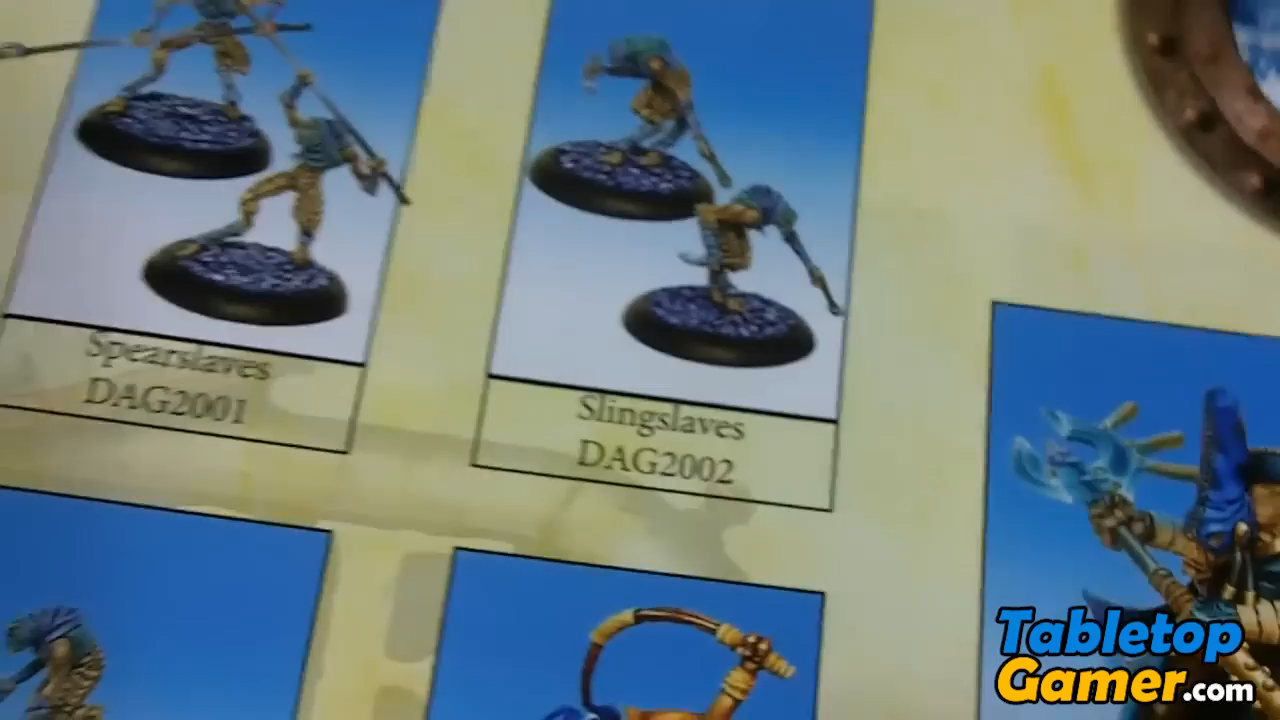 Spearslaves
DAG2001
Slingslaves
DAG2002
Tabletop
Gamer.com